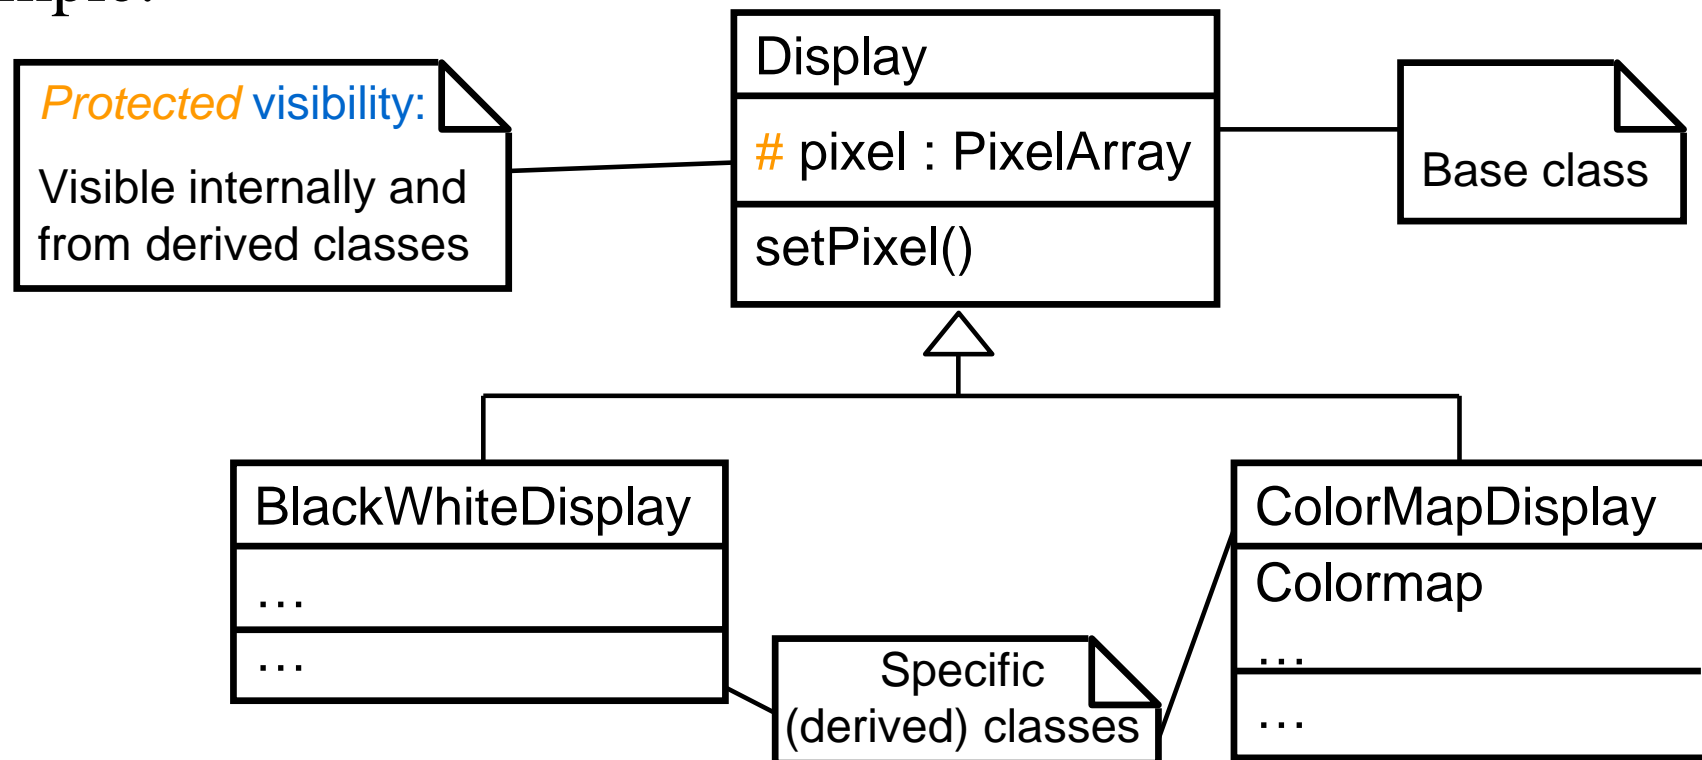 Display
Protected visibility:
# pixel : PixelArray
Visible internally and
from derived classes
Base class
setPixel()
BlackWhiteDisplay
…
…
ColorMapDisplay
Colormap
…
…
Specific
(derived) classes